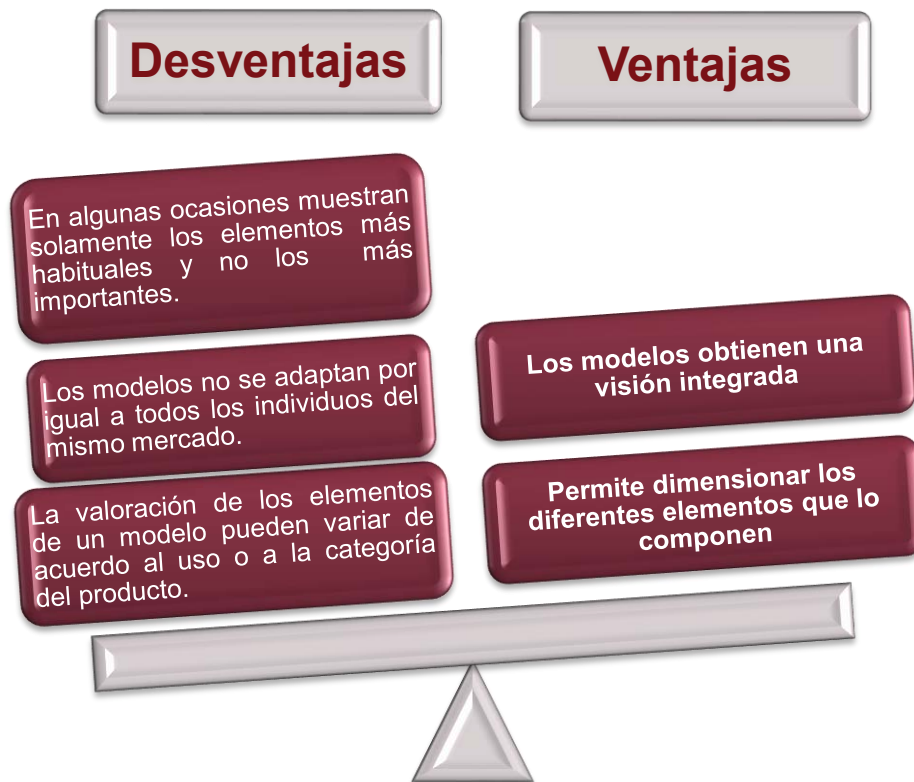 Desventajas
Ventajas
En algunas ocasiones muestran
solamente los elementos más
habituales y no los más
importantes.
Los modelos no se adaptan por
igual a todos los individuos del
mismo mercado.
La valoración de los elementos
de un modelo pueden variar de
acuerdo al uso o a la categoría
del producto.
Los modelos obtienen una
visión integrada
Permite dimensionar los
diferentes elementos que lo
componen